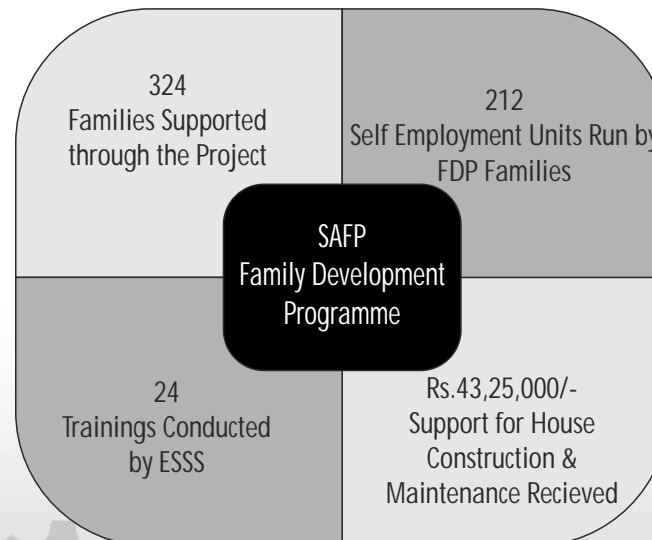 324
Families Supported
through the Project
212
Self Employment Units Run by
FDP Families
SAFP
Family Development
Programme
24
Trainings Conducted
by ESSS
Rs.43,25,000/-
Support for House
Construction &
Maintenance Recieved